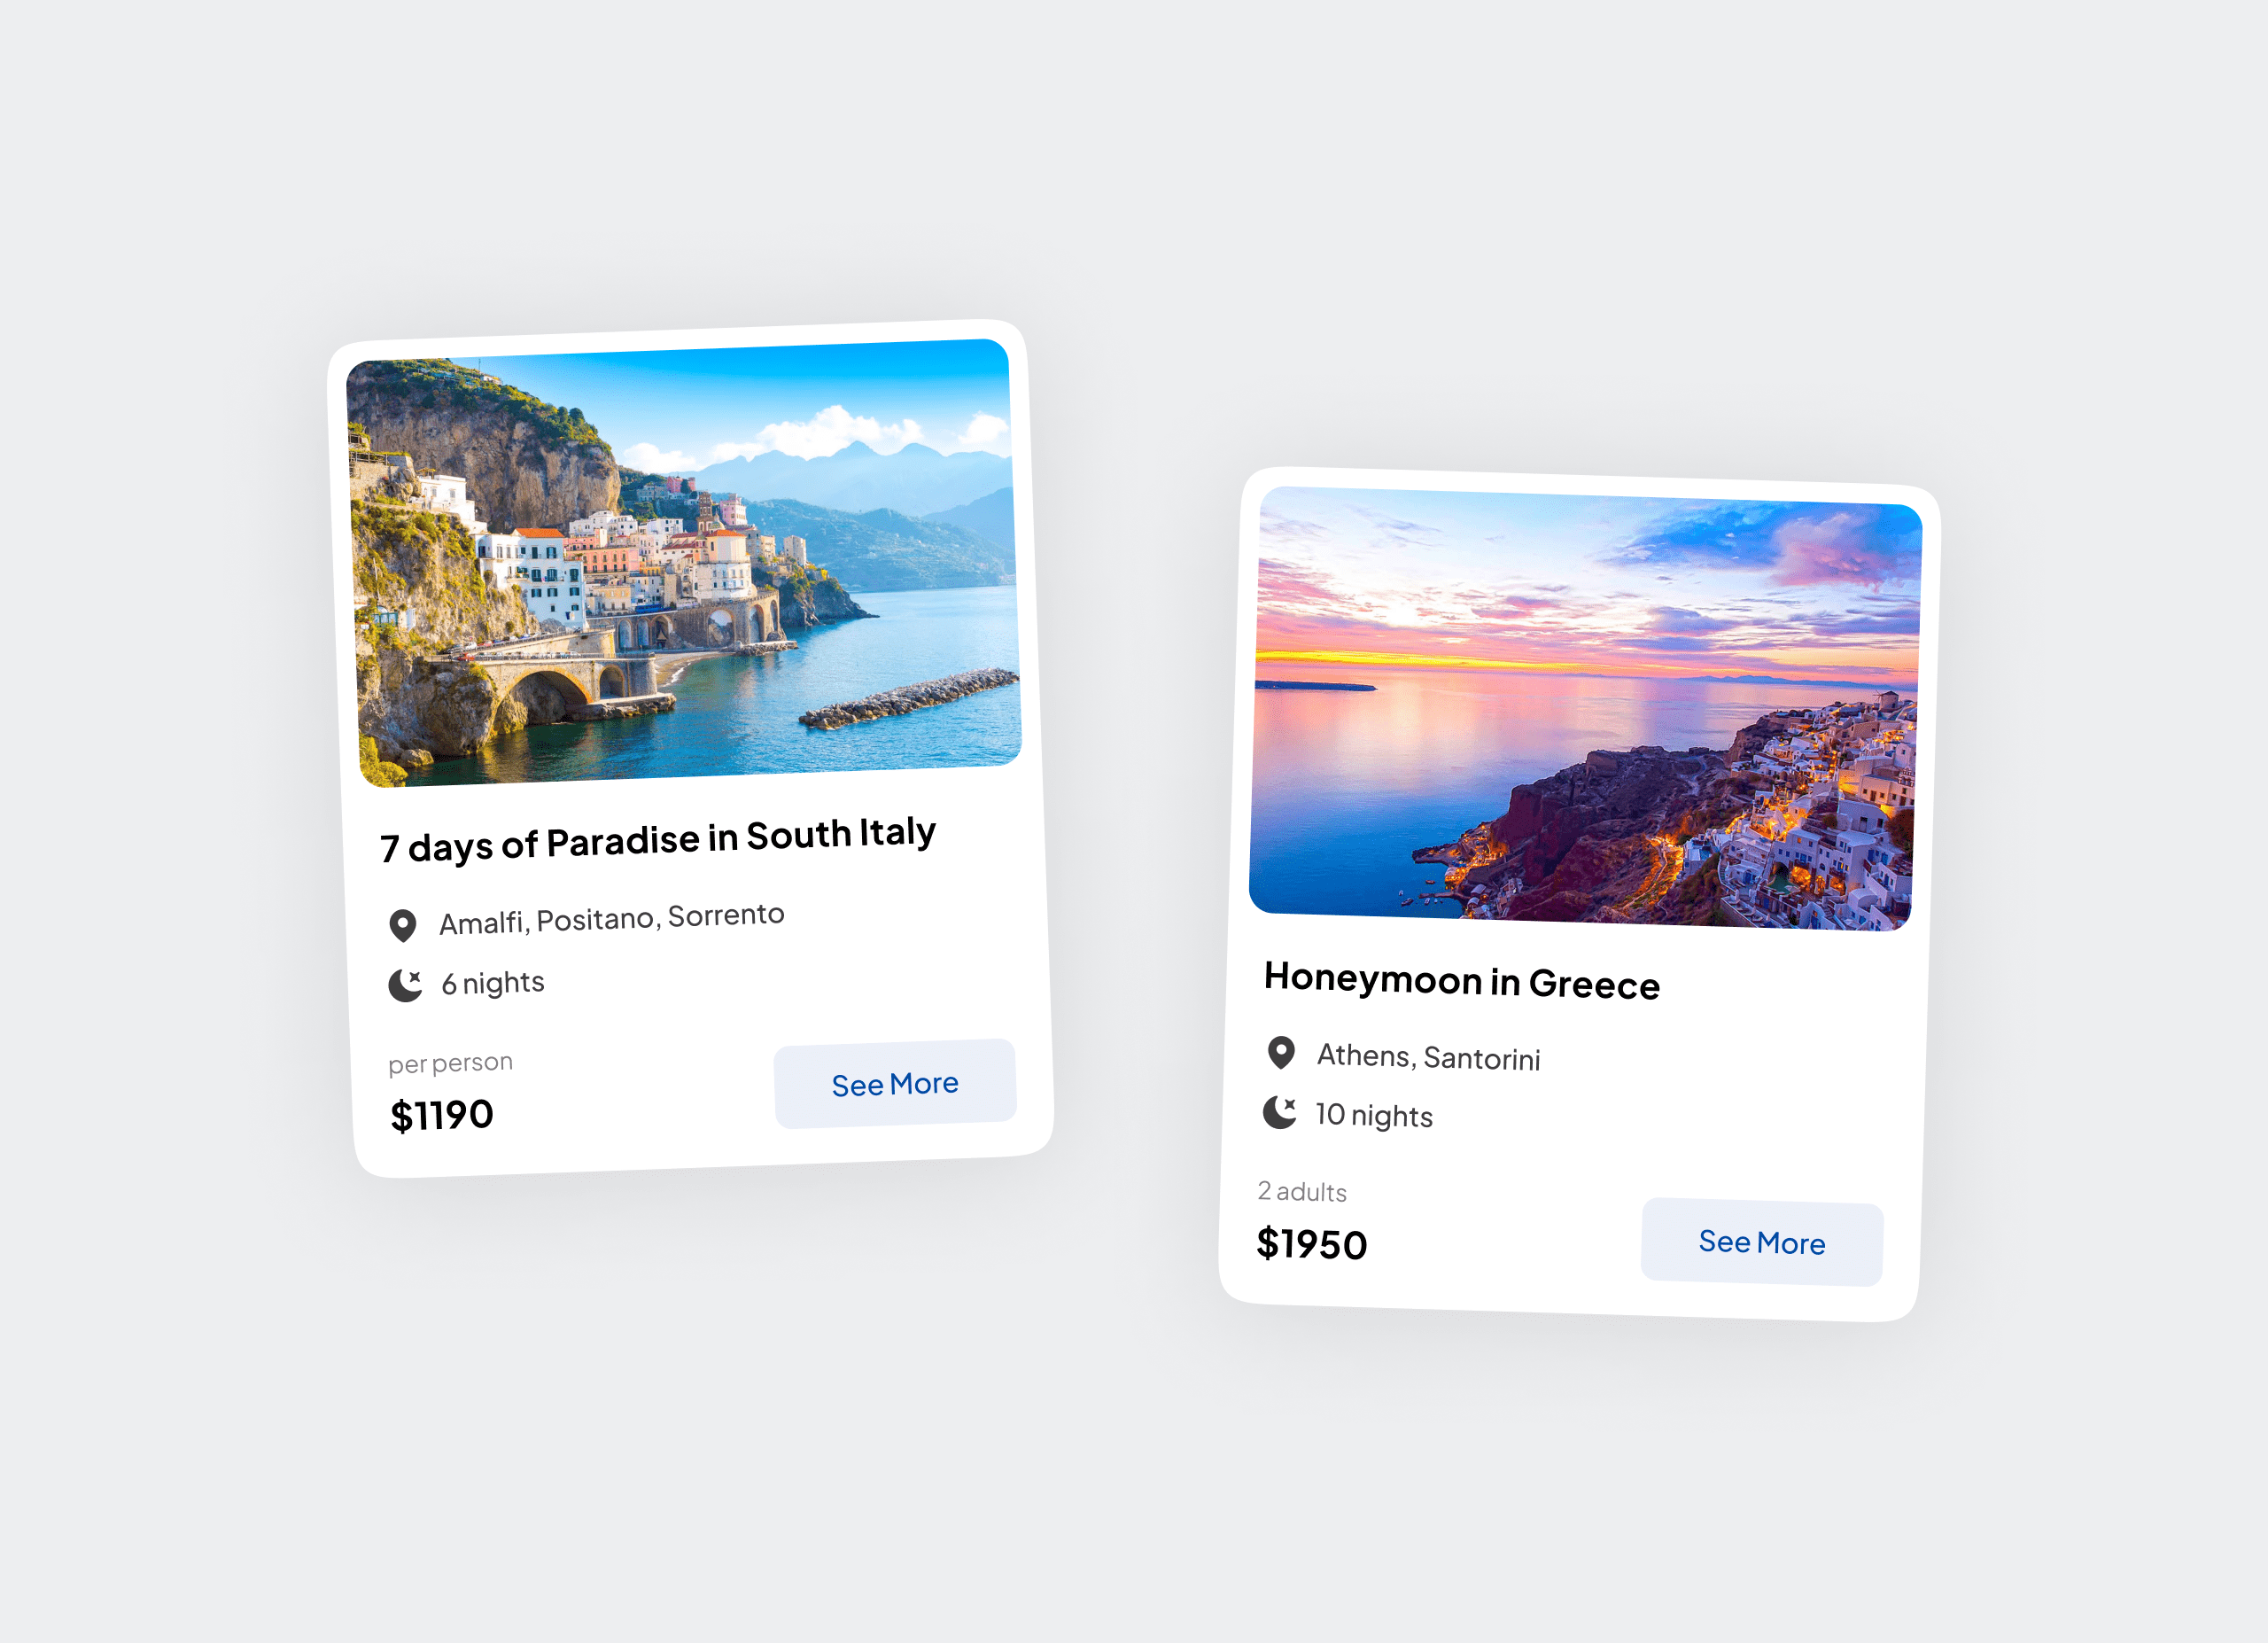 7 days of Paradise in South Italy
Amalfi, Positano, Sorrento
6 nights
per person
$1190
See More
Honeymoon in Greece
Athens, Santorini
10 nights
2 adults
$1950
See More